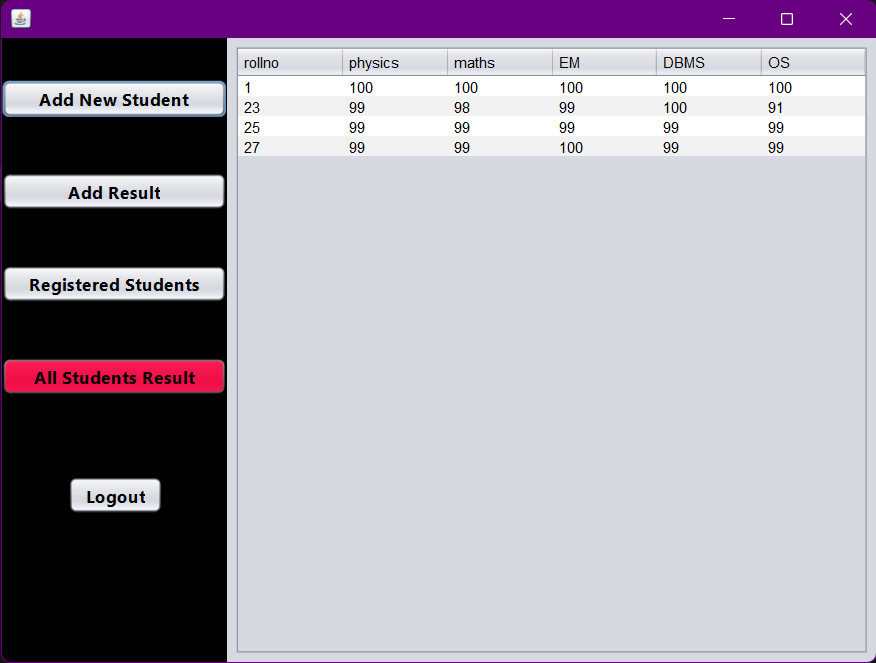 Add New Student
Add Result
Registered Students
All Students Result
Logout
rollno physics maths EM DBMS OS
1 100 100 100 100 100
23 99 98 99 100 91
25 99 99 99 99 99
27 99 99 100 99 99